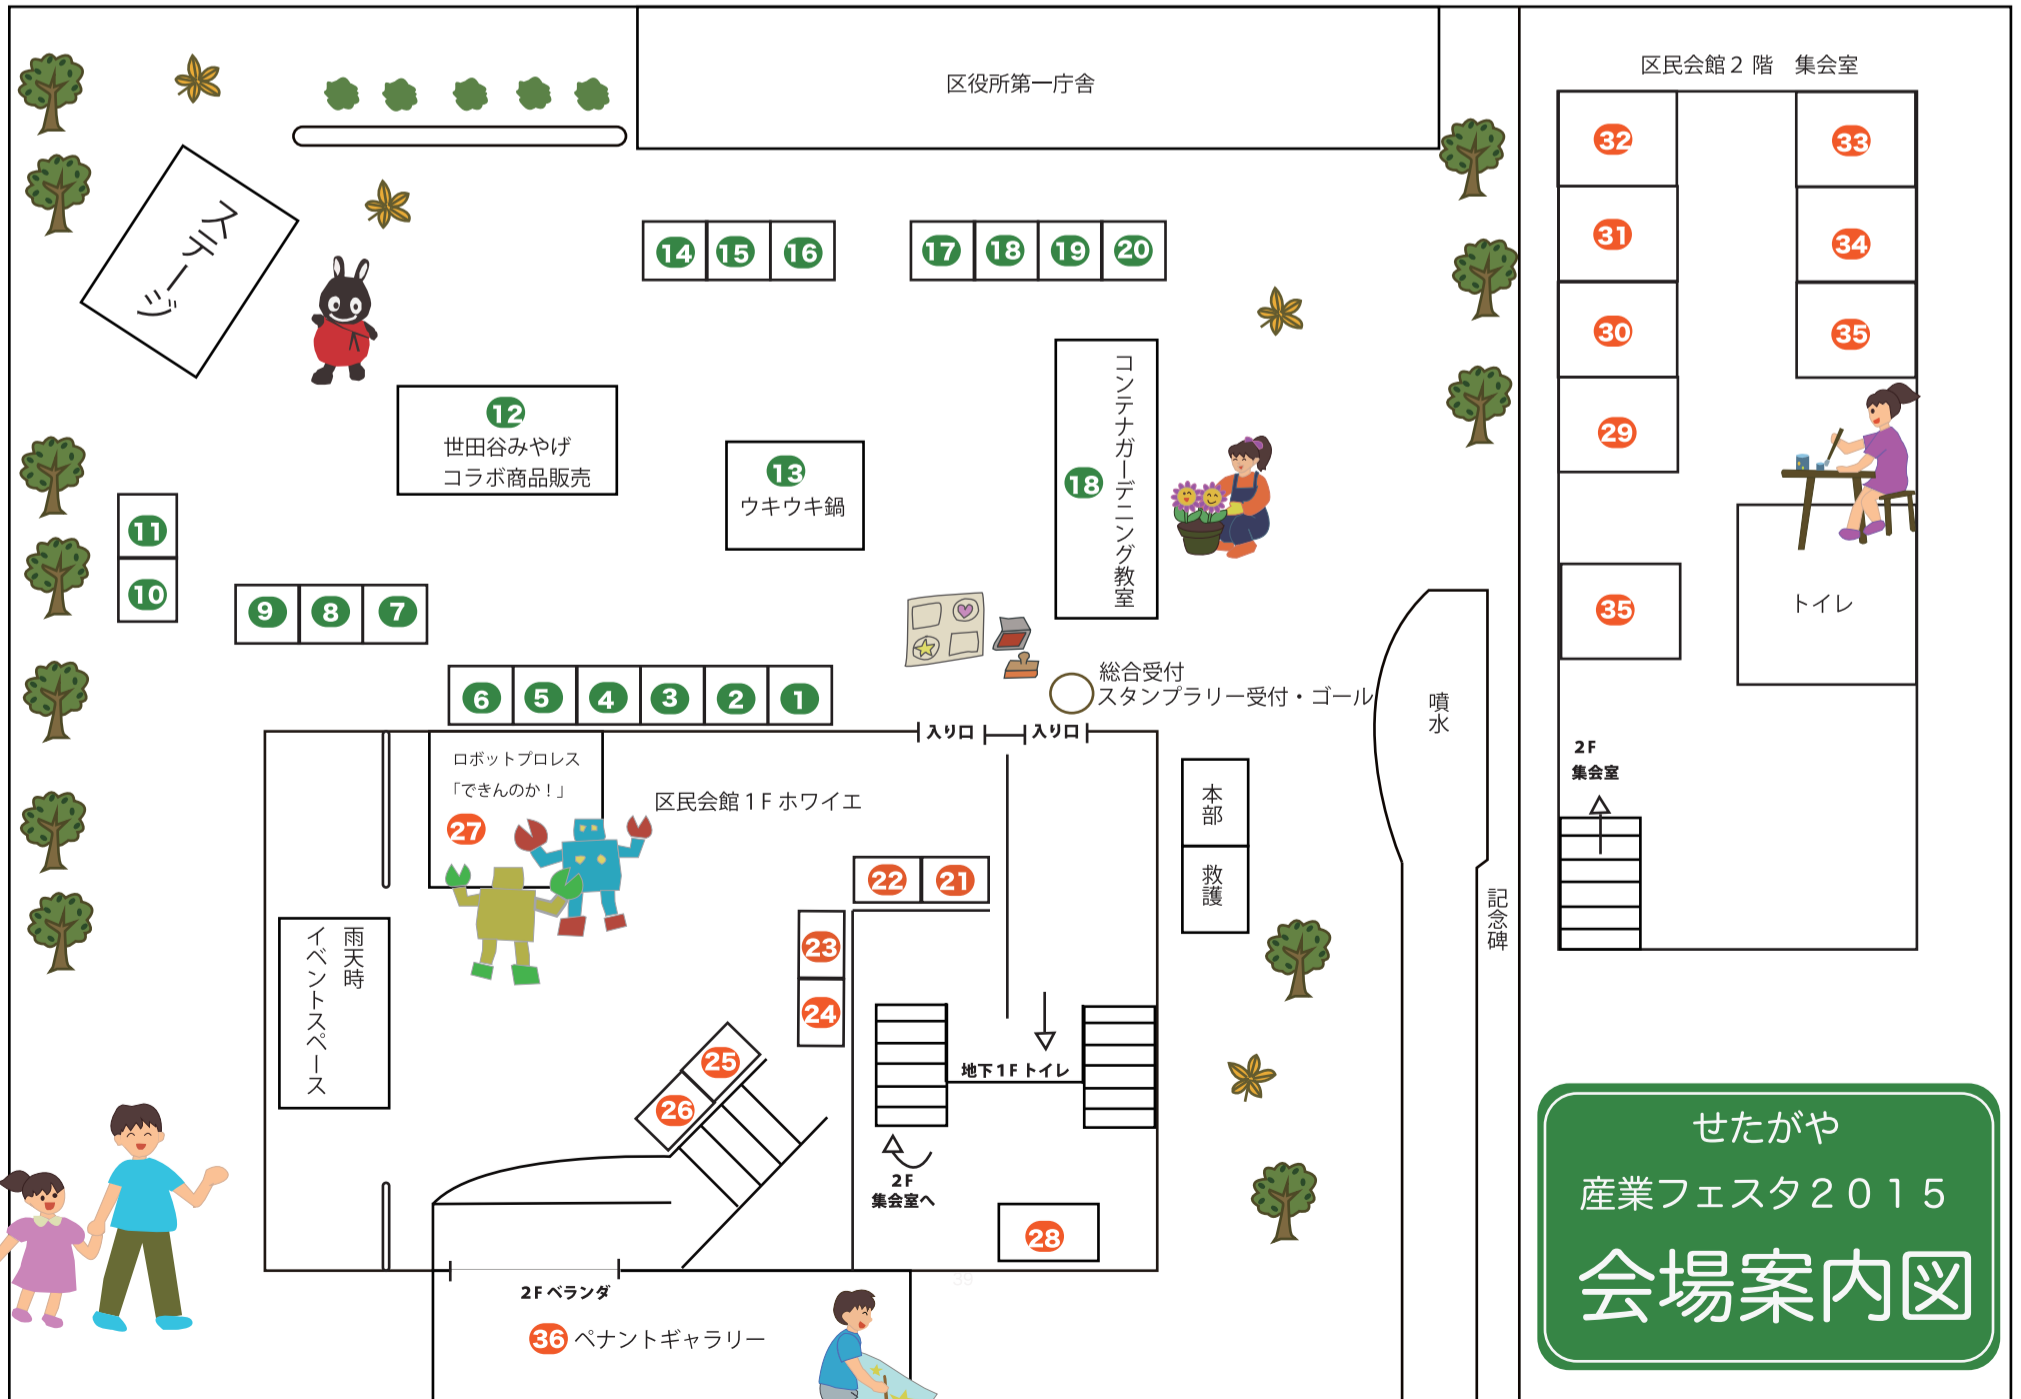 区役所第一庁舎
区民会館２階　集会室
32
33
31
34
30
35
29
35
トイレ
2F
集会室
ステージ
14
15
16
17
18
19
20
12
世田谷みやげ
コラボ商品販売
13
ウキウキ鍋
18
コンテナガーデニング教室
11
10
9
8
7
6
5
4
3
2
1
総合受付
スタンプラリー受付・ゴール
入り口
入り口
噴水
記念碑
本部
救護
ロボットプロレス
「できんのか！」
27
区民会館１Fホワイエ
22
21
23
24
25
26
雨天時
イベントスペース
地下1Fトイレ
2F
集会室へ
28
39
2Fベランダ
36 ペナントギャラリー
せたがや
産業フェスタ２０１５
会場案内図